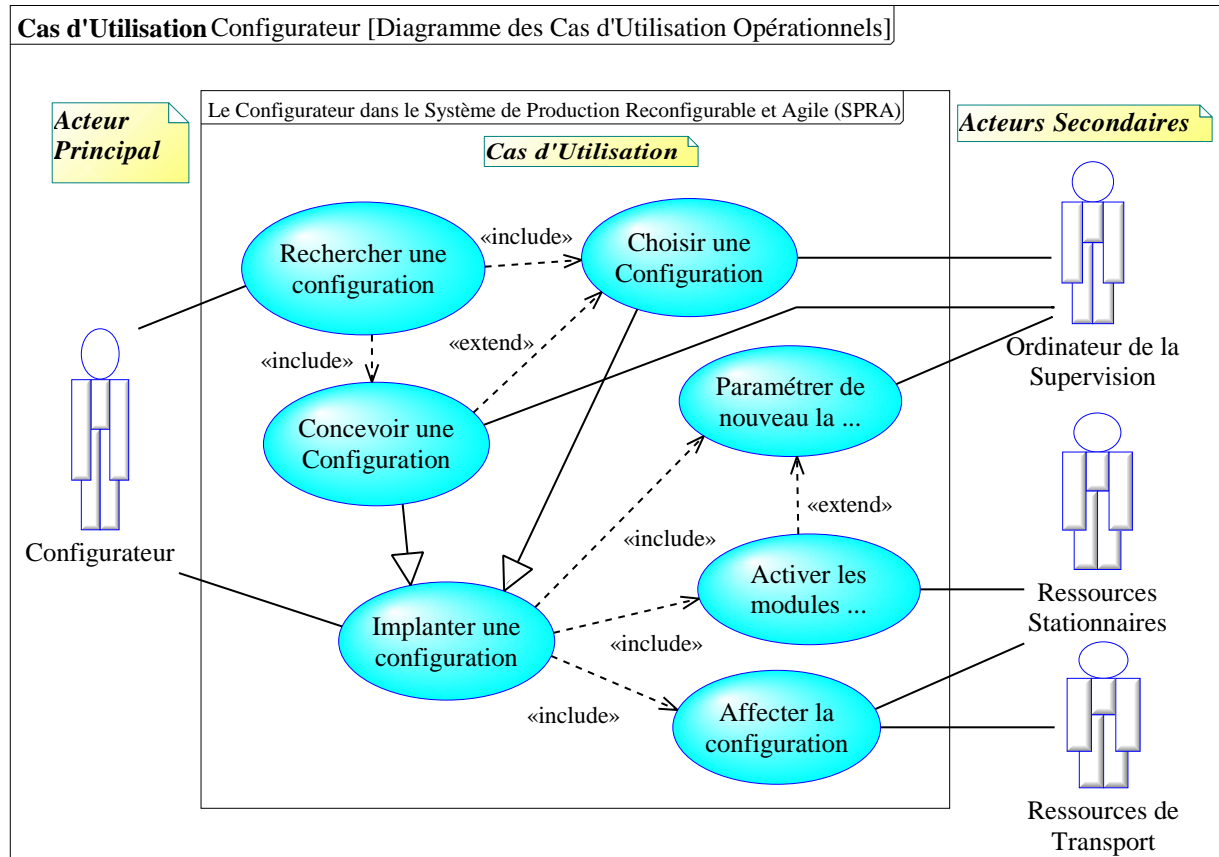 Cas d'Utilisation Configurateur [Diagramme des Cas d'Utilisation Opérationnels]
Acteur
Principal
Le Configurateur dans le Système de Production Reconfigurable et Agile (SPRA)
Cas d'Utilisation
Acteurs Secondaires
Rechercher une
configuration
«include»
Choisir une
Configuration
«include»
«extend»
Ordinateur de la
Supervision
Concevoir une
Configuration
Paramétrer de
nouveau la ...
«extend»
«include»
Configurateur
Activer les
modules ...
Ressources
Stationnaires
Implanter une
configuration
«include»
«include»
Affecter la
configuration
Ressources de
Transport